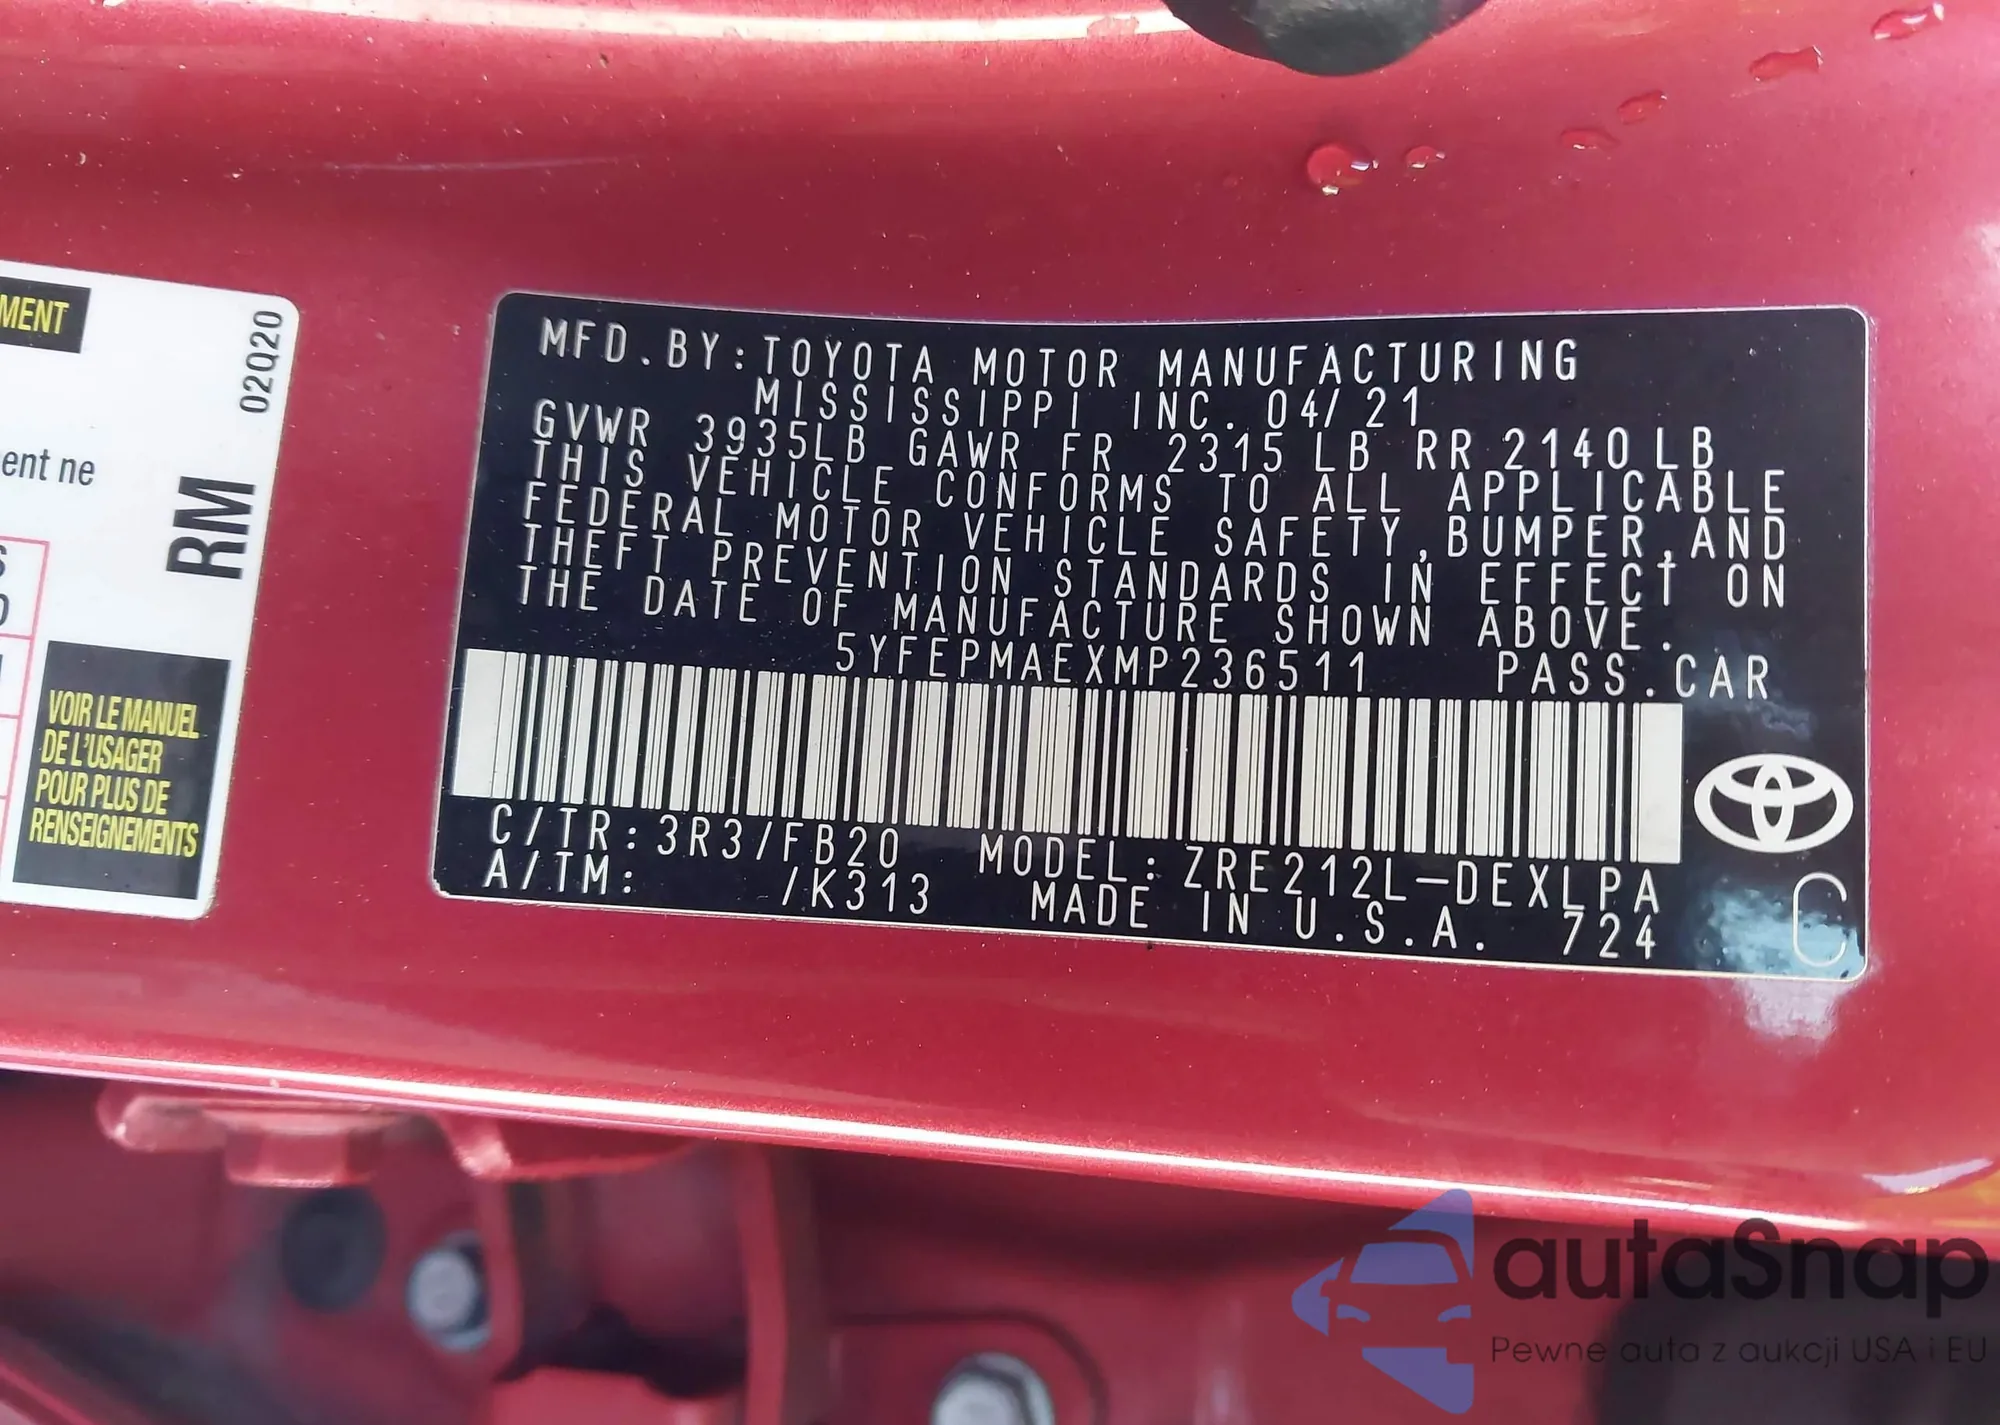 MENT
02Q20
ent ne
RM
VOIR LE MANUEL
DE L'USAGER
POUR PLUS DE
RENSEIGNEMENTS
MFD.BY:TOYOTA MOTOR MANUFACTURING
MISSISSIPPI INC. 04/21
GVWR 3935LB GAWR FR 2315 LB RR 2140LB
THIS VEHICLE CONFORMS TO ALL APPLICABLE
FEDERAL MOTOR VEHICLE SAFETY,BUMPER,AND
THEFT PREVENTION STANDARDS IN EFFECT ON
THE DATE OF MANUFACTURE SHOWN ABOVE.
5YFEPMAEXMP236511 PASS.CAR
C/TR:3R3/FB20 MODEL:ZRE212L-DEXLPA
A/TM: /K313 MADE IN U.S.A. 724
C
autaSnap
Pewne auta z aukcji USA i EU